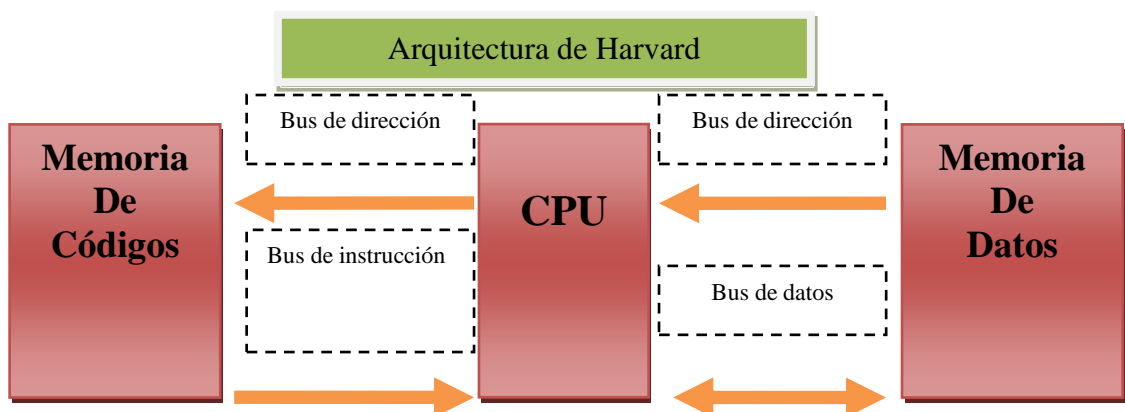 Arquitectura de Harvard
Memoria
De
Códigos
Bus de dirección
Bus de instrucción
CPU
Bus de dirección
Bus de datos
Memoria
De
Datos